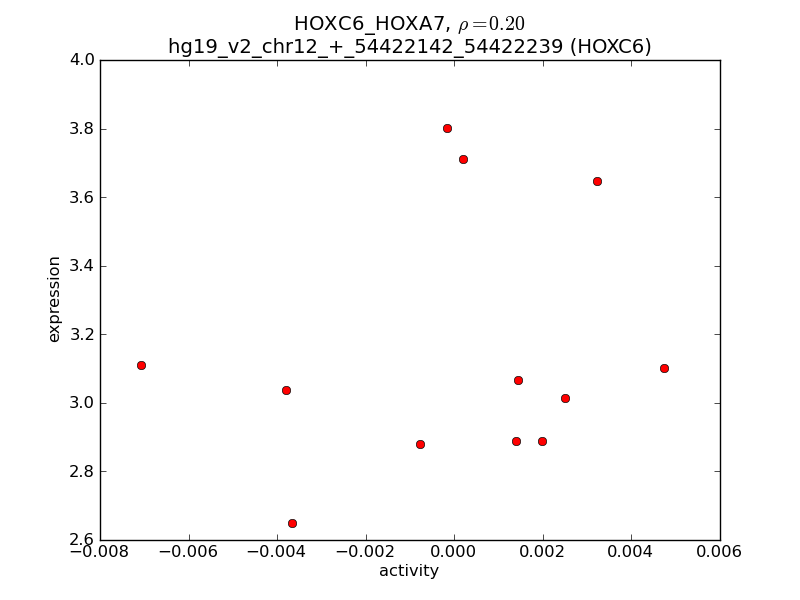 HOXC6_HOXA7, ρ = 0.20
hg19_v2_chr12_+_54422142_54422239 (HOXC6)
4.0
3.8
3.6
3.4
3.2
3.0
2.8
2.6
expression
−0.008 −0.006 −0.004 −0.002 0.000 0.002 0.004 0.006
activity